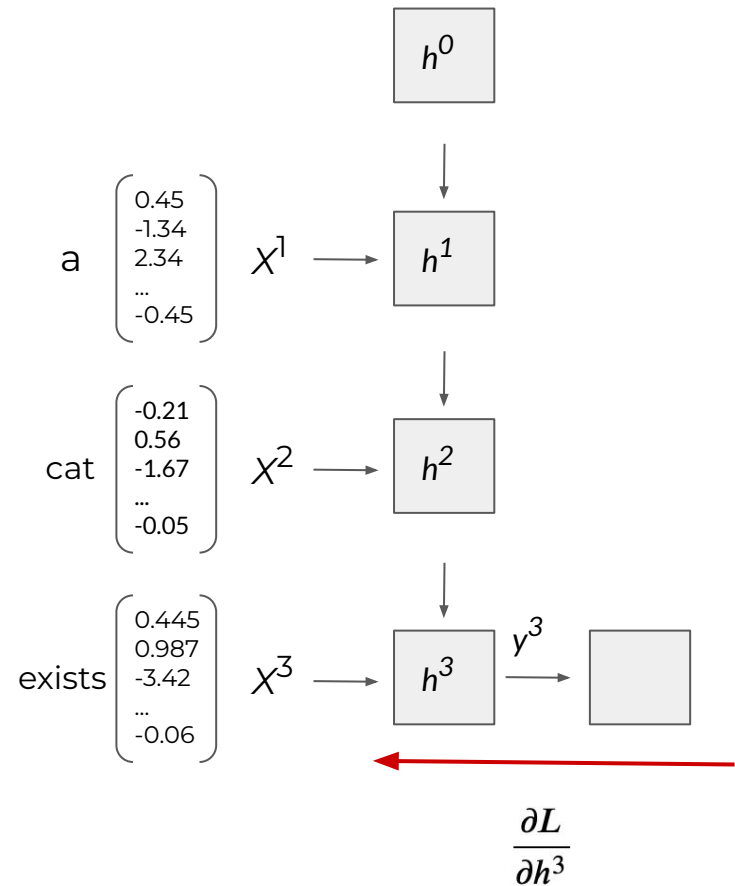 h⁰
a
0.45
-1.34
2.34
...
-0.45
X¹
h¹
cat
-0.21
0.56
-1.67
...
-0.05
X²
h²
exists
0.445
0.987
-3.42
...
-0.06
X³
h³
y³
∂L
∂h³